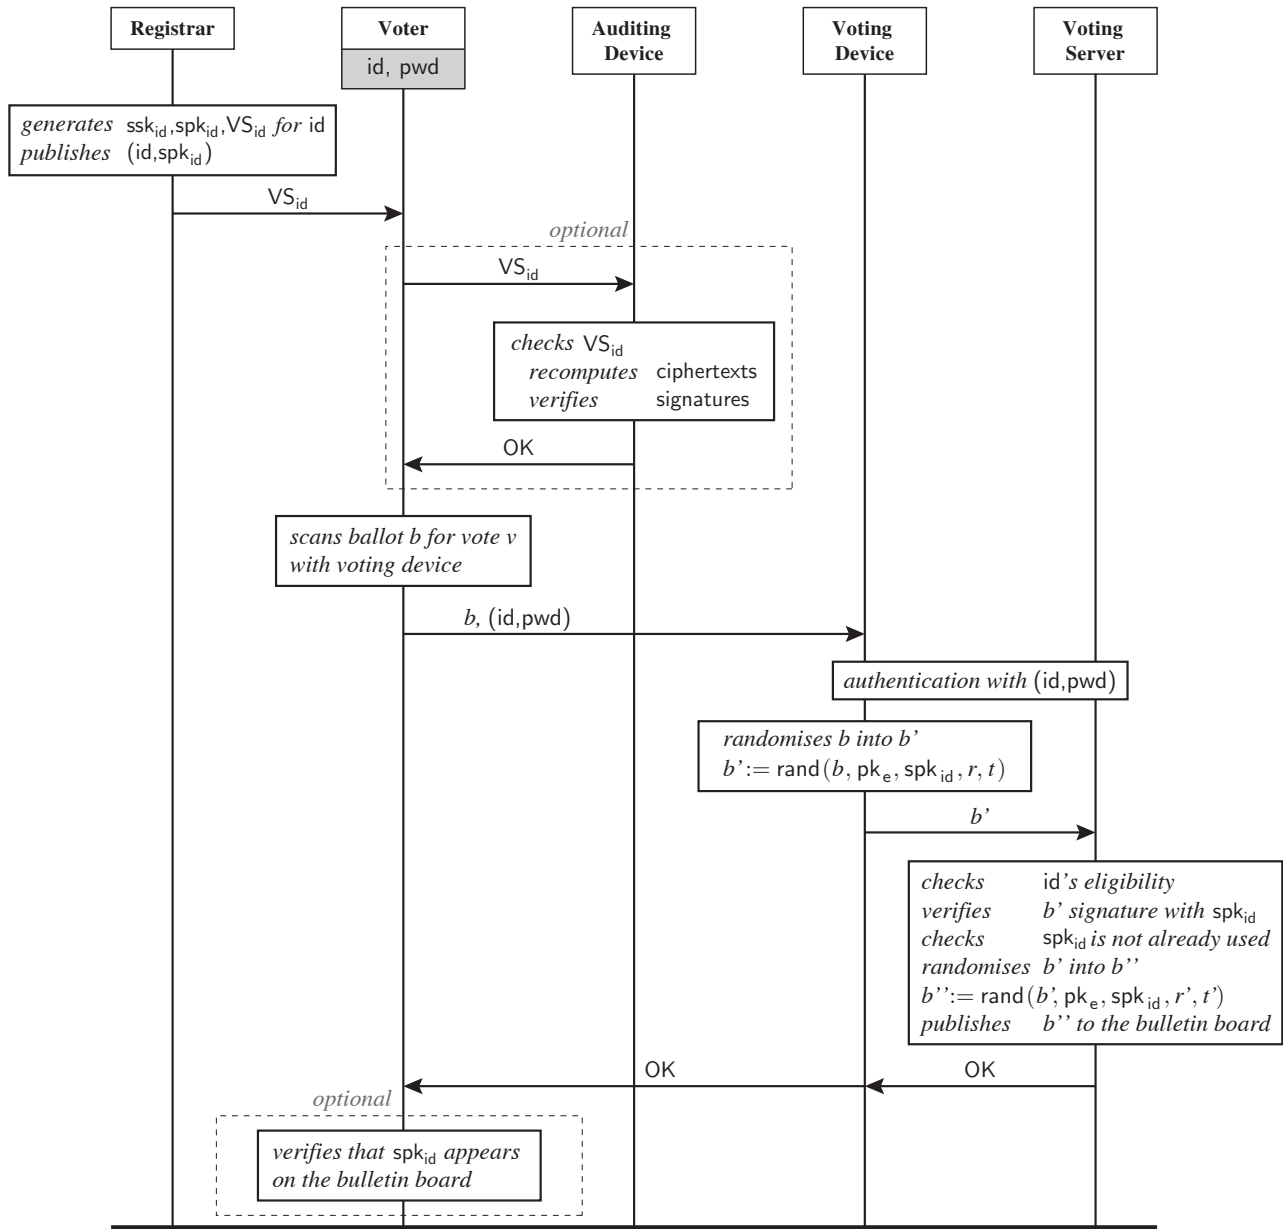 Registrar
Voter
Auditing
Device
Voting
Device
Voting
Server
id, pwd
generates ssk_id,spk_id,VS_id for id
publishes (id,spk_id)
VS_id
optional
VS_id
checks VS_id
recomputes ciphertexts
verifies signatures
OK
scans ballot b for vote v
with voting device
b, (id,pwd)
authentication with (id,pwd)
randomises b into b’
b’:= rand(b, pk_e, spk_id, r, t)
b’
checks id’s eligibility
verifies b’ signature with spk_id
checks spk_id is not already used
randomises b’ into b’’
b’’:= rand(b’, pk_e, spk_id, r’, t’)
publishes b’’ to the bulletin board
OK
OK
optional
verifies that spk_id appears
on the bulletin board